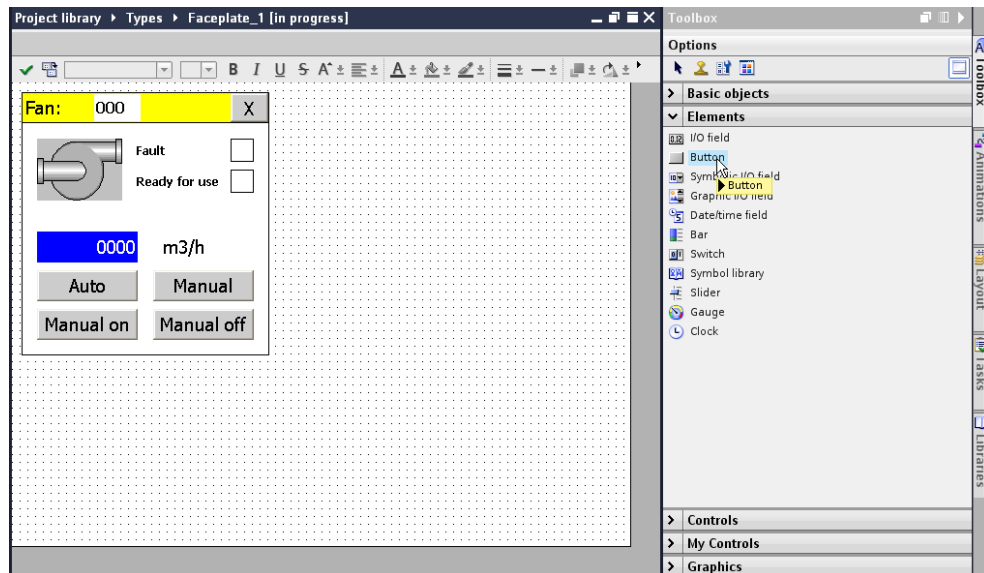 Project library ▸ Types ▸ Faceplate_1 [in progress]
Toolbox
Options
B I U S A
A
Basic objects
Elements
I/O field
Button
Symbolic I/O field
Button
Graphic I/O field
Date/time field
Bar
Switch
Symbol library
Slider
Gauge
Clock
Controls
My Controls
Graphics
Fan: 000 X
Fault
Ready for use
0000 m3/h
Auto Manual
Manual on Manual off
Toolbox
Animations
Layout
Tasks
Libraries